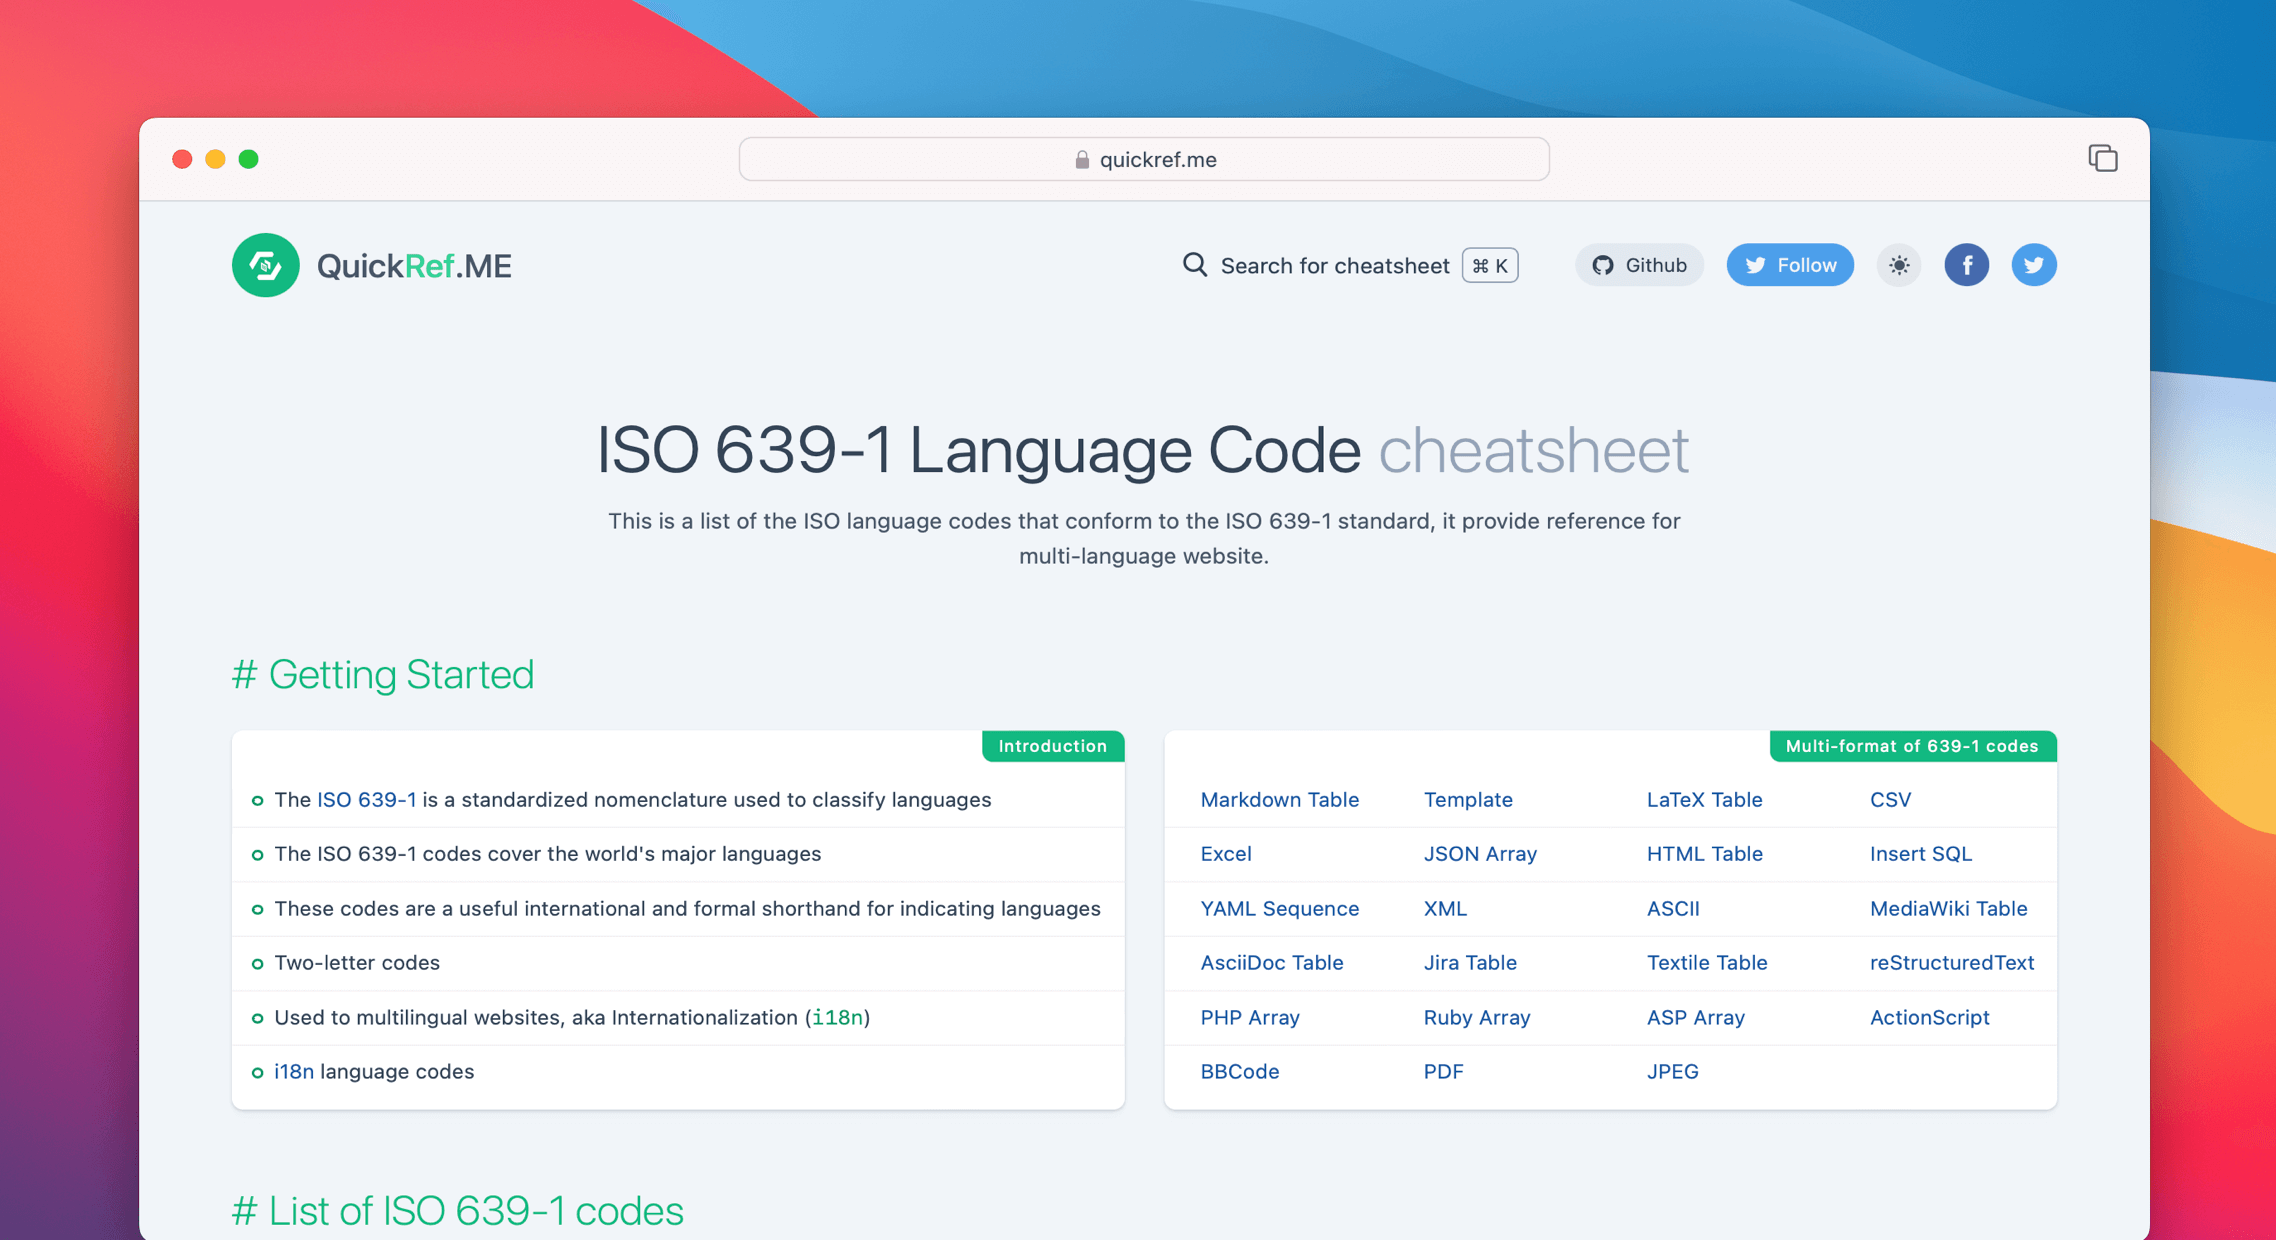 quickref.me
QuickRef.ME
Search for cheatsheet ⌘ K
Github
Follow
ISO 639-1 Language Code cheatsheet
This is a list of the ISO language codes that conform to the ISO 639-1 standard, it provide reference for
multi-language website.
# Getting Started
Introduction
The ISO 639-1 is a standardized nomenclature used to classify languages
The ISO 639-1 codes cover the world's major languages
These codes are a useful international and formal shorthand for indicating languages
Two-letter codes
Used to multilingual websites, aka Internationalization (i18n)
i18n language codes
Multi-format of 639-1 codes
Markdown Table Template LaTeX Table CSV
Excel JSON Array HTML Table Insert SQL
YAML Sequence XML ASCII MediaWiki Table
AsciiDoc Table Jira Table Textile Table reStructuredText
PHP Array Ruby Array ASP Array ActionScript
BBCode PDF JPEG
# List of ISO 639-1 codes